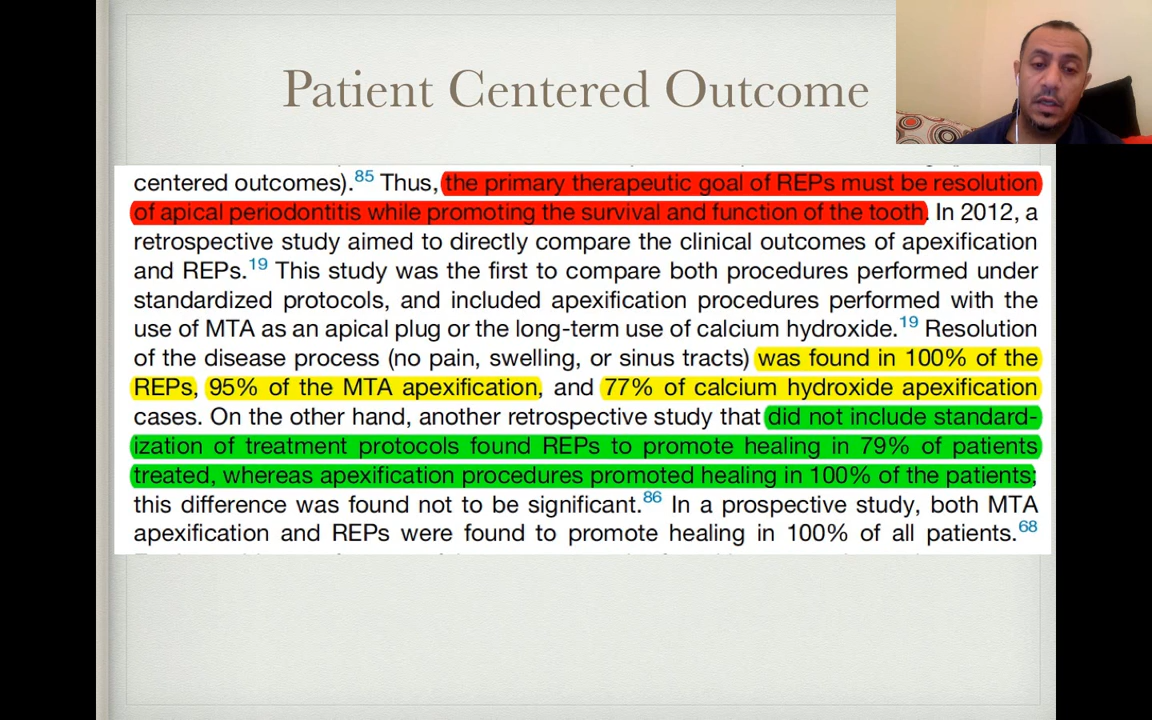 Patient Centered Outcome
centered outcomes).85 Thus, the primary therapeutic goal of REPs must be resolution
of apical periodontitis while promoting the survival and function of the tooth. In 2012, a
retrospective study aimed to directly compare the clinical outcomes of apexification
and REPs.19 This study was the first to compare both procedures performed under
standardized protocols, and included apexification procedures performed with the
use of MTA as an apical plug or the long-term use of calcium hydroxide.19 Resolution
of the disease process (no pain, swelling, or sinus tracts) was found in 100% of the
REPs, 95% of the MTA apexification, and 77% of calcium hydroxide apexification
cases. On the other hand, another retrospective study that did not include standard-
ization of treatment protocols found REPs to promote healing in 79% of patients
treated, whereas apexification procedures promoted healing in 100% of the patients;
this difference was found not to be significant.86 In a prospective study, both MTA
apexification and REPs were found to promote healing in 100% of all patients.68